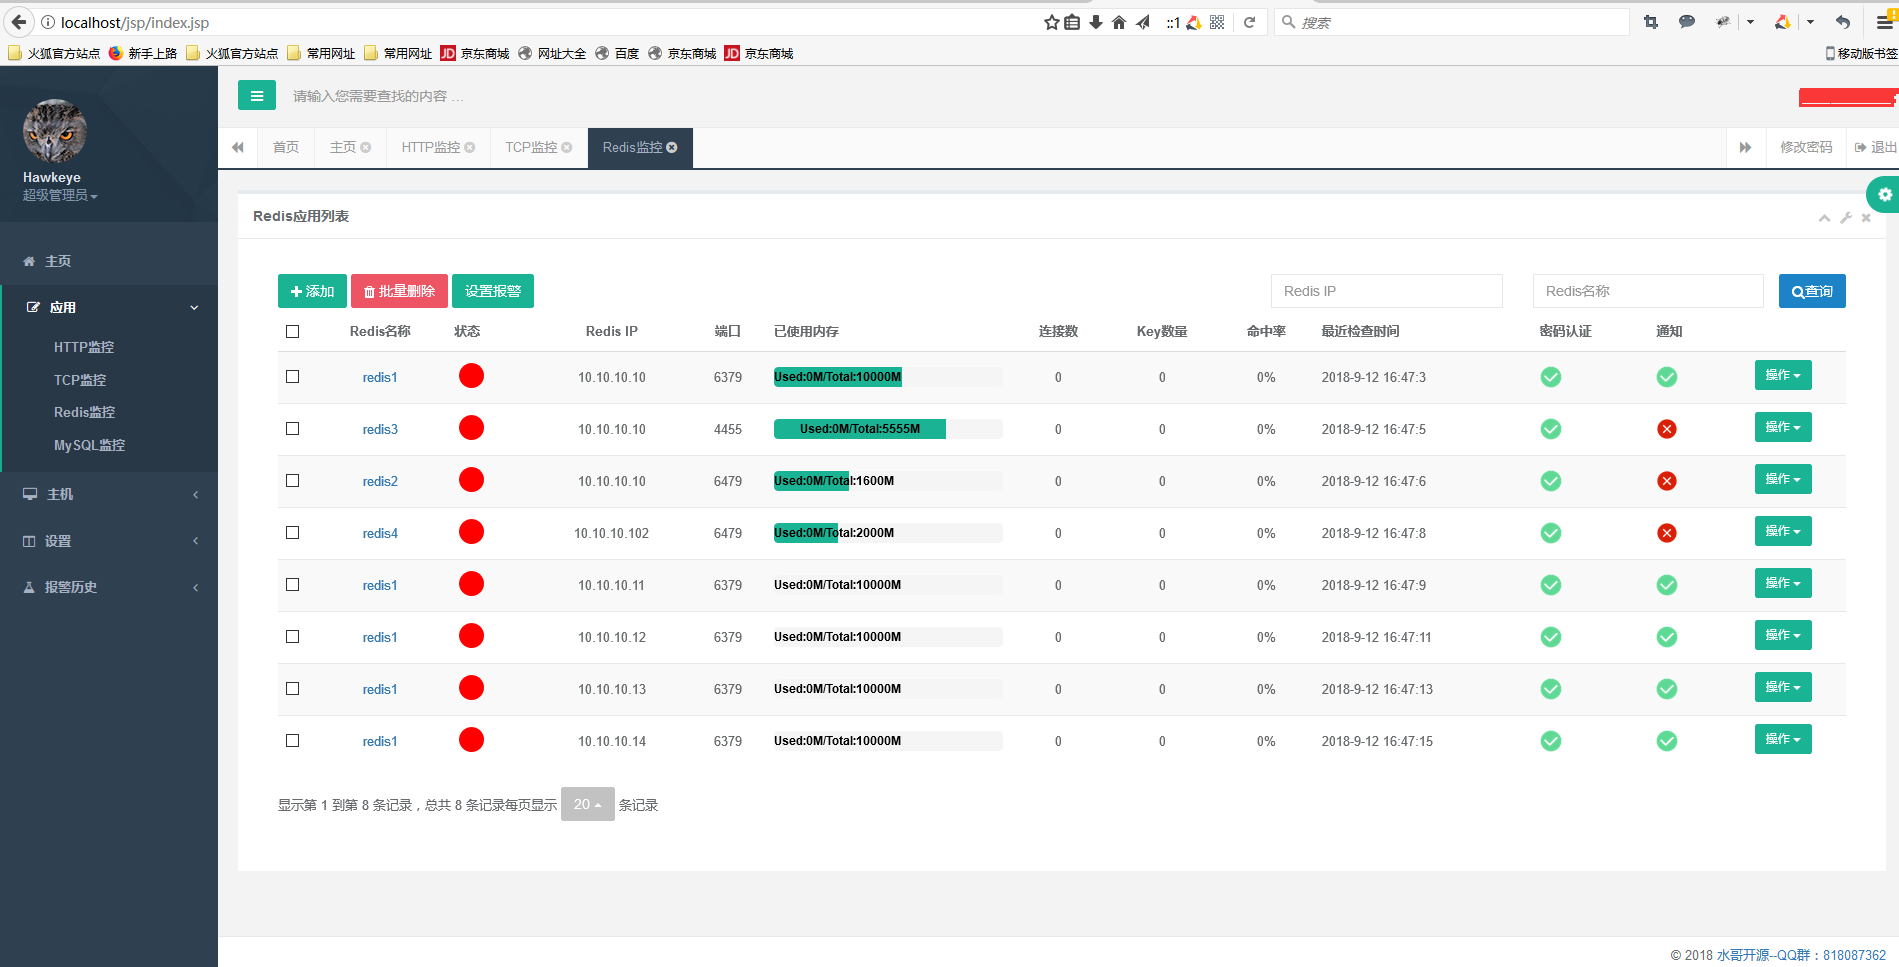 localhost/jsp/index.jsp ::1 搜索
火狐官方站点 新手上路 火狐官方站点 常用网址 常用网址 JD 京东商城 网址大全 百度 京东商城 JD 京东商城 移动版书签
请输入您需要查找的内容 …
首页 主页 HTTP监控 TCP监控 Redis监控 修改密码 退出
Hawkeye
超级管理员
主页
应用
HTTP监控
TCP监控
Redis监控
MySQL监控
主机
设置
报警历史
Redis应用列表
添加 批量删除 设置报警 Redis IP Redis名称 查询
Redis名称 状态 Redis IP 端口 已使用内存 连接数 Key数量 命中率 最近检查时间 密码认证 通知
redis1 10.10.10.10 6379 Used:0M/Total:10000M 0 0 0% 2018-9-12 16:47:3 操作
redis3 10.10.10.10 4455 Used:0M/Total:5555M 0 0 0% 2018-9-12 16:47:5 操作
redis2 10.10.10.10 6479 Used:0M/Total:1600M 0 0 0% 2018-9-12 16:47:6 操作
redis4 10.10.10.102 6479 Used:0M/Total:2000M 0 0 0% 2018-9-12 16:47:8 操作
redis1 10.10.10.11 6379 Used:0M/Total:10000M 0 0 0% 2018-9-12 16:47:9 操作
redis1 10.10.10.12 6379 Used:0M/Total:10000M 0 0 0% 2018-9-12 16:47:11 操作
redis1 10.10.10.13 6379 Used:0M/Total:10000M 0 0 0% 2018-9-12 16:47:13 操作
redis1 10.10.10.14 6379 Used:0M/Total:10000M 0 0 0% 2018-9-12 16:47:15 操作
显示第 1 到第 8 条记录，总共 8 条记录每页显示 20 条记录
© 2018 水哥开源--QQ群：818087362